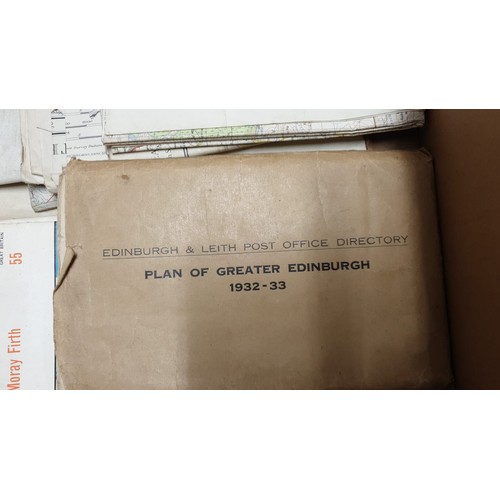 EDINBURGH & LEITH POST OFFICE DIRECTORY
PLAN OF GREATER EDINBURGH
1932-33
55
Moray Firth